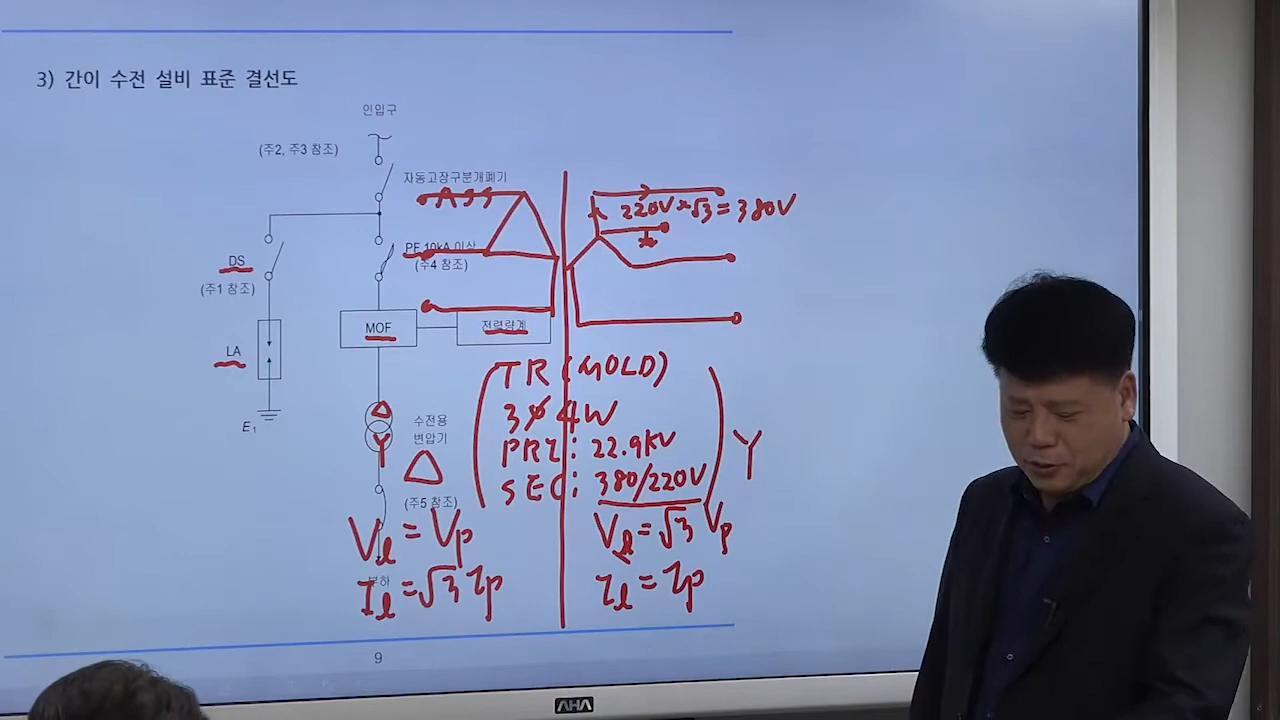 3) 간이 수전 설비 표준 결선도
인입구
(주2, 주3 참조)
자동고장구분개폐기
ASS
220V × √3 = 380V
PF 10kA 이상
(주4 참조)
DS
(주1 참조)
MOF
전력량계
LA
TR (MOLD)
3φ 4W
PRI: 22.9kV
SEC: 380/220V
Y
수전용
변압기
△
Y
△
(주5 참조)
E1
Vl = Vp
Vl = √3 Vp
부하
Il = √3 Ip
Il = Ip
9
AHA